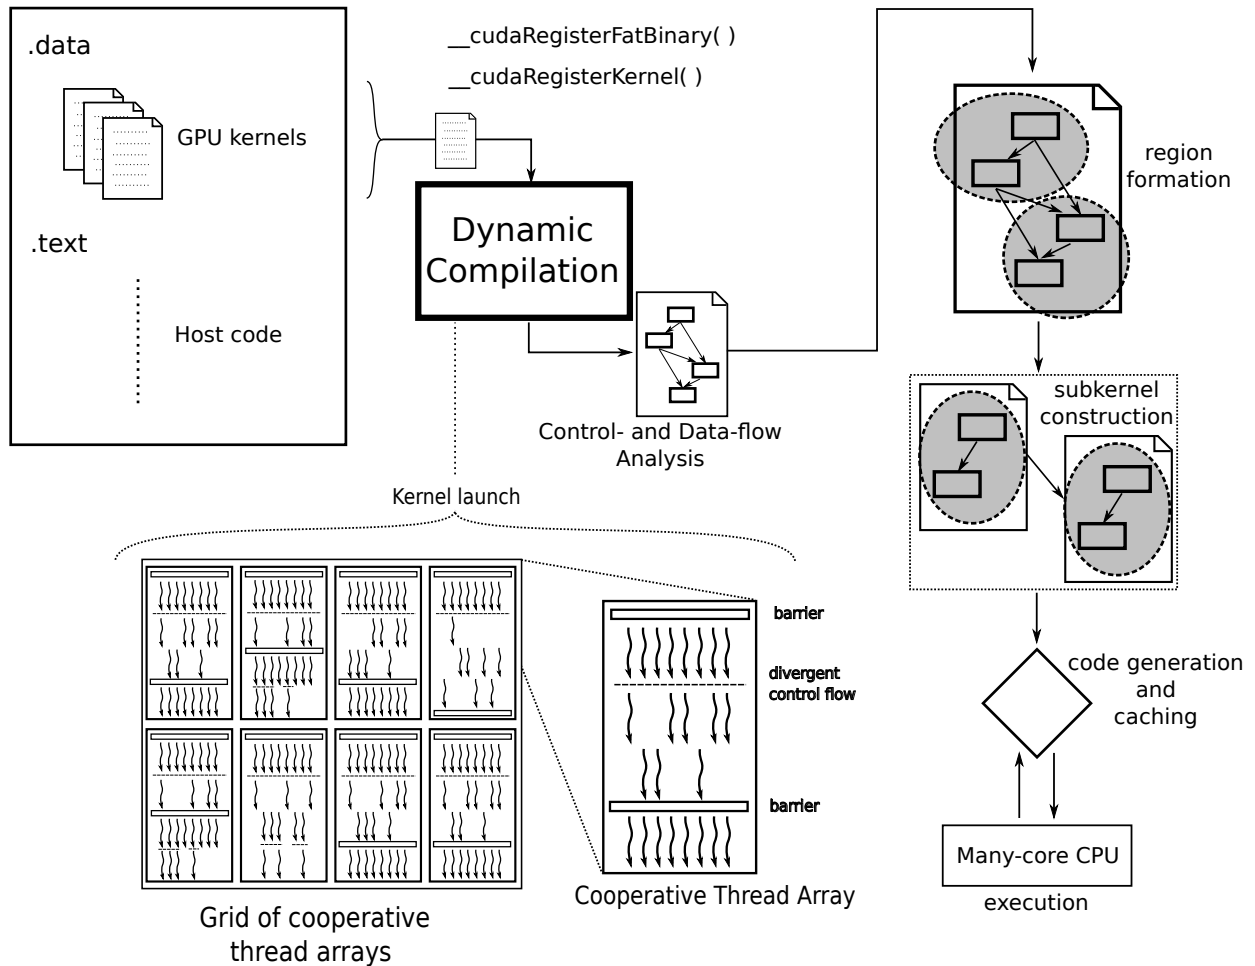 .data
GPU kernels
.text
Host code
__cudaRegisterFatBinary( )
__cudaRegisterKernel( )
Dynamic
Compilation
Control- and Data-flow
Analysis
region
formation
subkernel
construction
code generation
and
caching
Many-core CPU
execution
Kernel launch
barrier
divergent
control flow
barrier
Cooperative Thread Array
Grid of cooperative
thread arrays